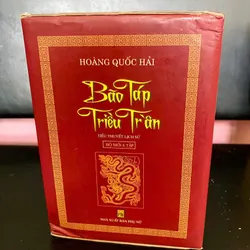 HOÀNG QUỐC HẢI
Bão Táp
Triều Trần
TIỂU THUYẾT LỊCH SỬ
BỘ MỚI 6 TẬP
NHÀ XUẤT BẢN PHỤ NỮ